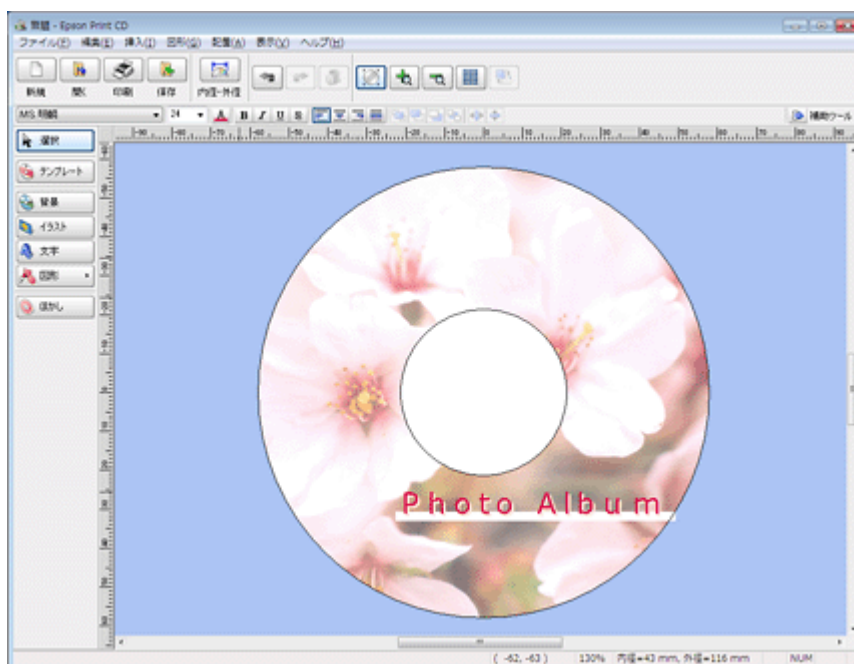 無題 - Epson Print CD
ファイル(F) 編集(E) 挿入(I) 図形(G) 配置(A) 表示(V) ヘルプ(H)
新規 開く 印刷 保存 内径・外径
MS 明朝 24 A B I U S 補助ツール
選択
テンプレート
背景
イラスト
文字
図形
ぼかし
Photo Album
( -62, -63) 130% 内径=43 mm, 外径=116 mm NUM